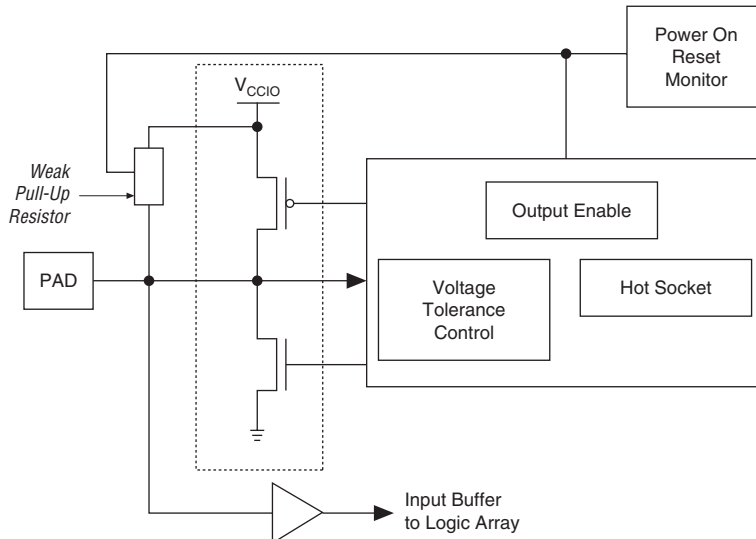 Power On
Reset
Monitor
V_CCIO
Weak
Pull-Up
Resistor
Output Enable
PAD
Voltage
Tolerance
Control
Hot Socket
Input Buffer
to Logic Array